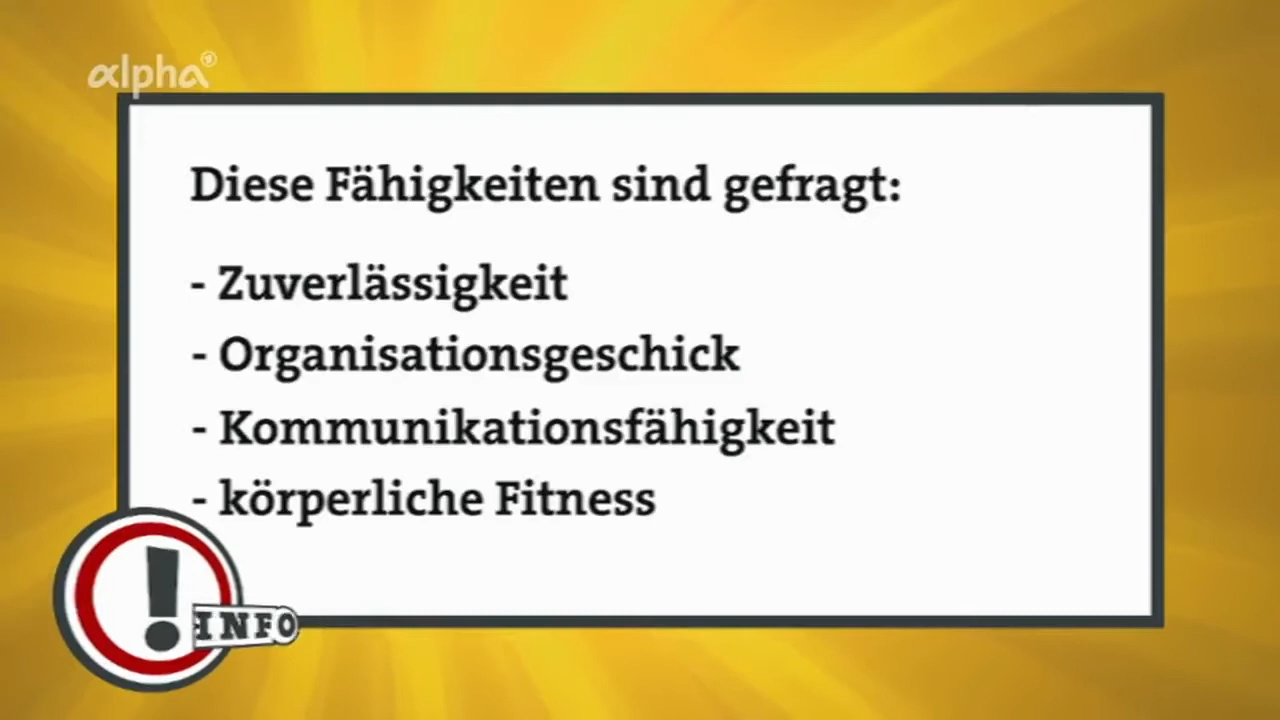 alpha
Diese Fähigkeiten sind gefragt:
- Zuverlässigkeit
- Organisationsgeschick
- Kommunikationsfähigkeit
- körperliche Fitness
!
INFO